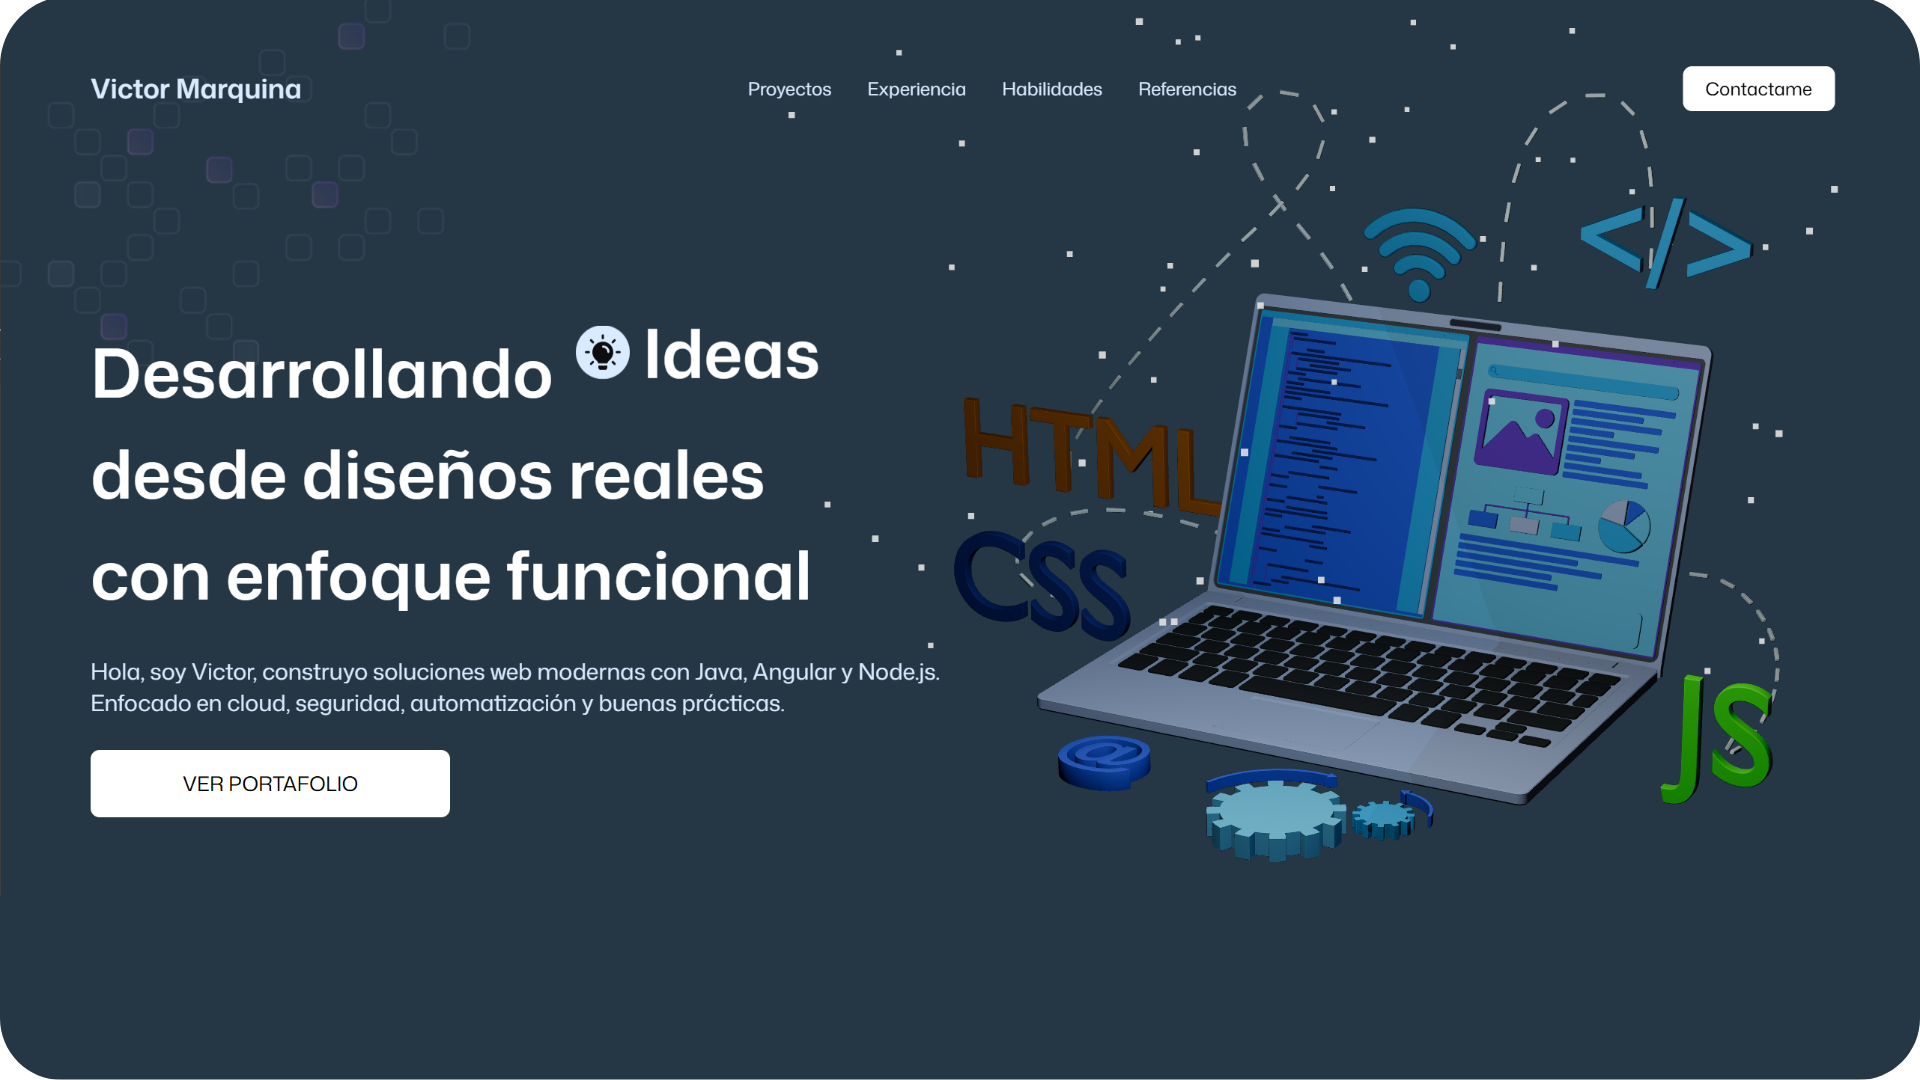 Victor Marquina
Proyectos
Experiencia
Habilidades
Referencias
Contactame
Desarrollando Ideas
desde diseños reales
con enfoque funcional
Hola, soy Victor, construyo soluciones web modernas con Java, Angular y Node.js.
Enfocado en cloud, seguridad, automatización y buenas prácticas.
VER PORTAFOLIO
</>
HTML
CSS
JS
@